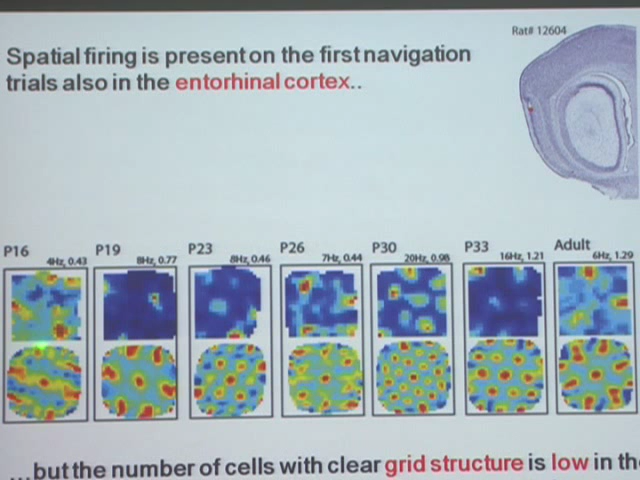 Rat# 12604
Spatial firing is present on the first navigation
trials also in the entorhinal cortex..
P16
4Hz, 0.43
P19
8Hz, 0.77
P23
8Hz, 0.46
P26
7Hz, 0.44
P30
20Hz, 0.98
P33
16Hz, 1.21
Adult
6Hz, 1.29
...but the number of cells with clear grid structure is low in the